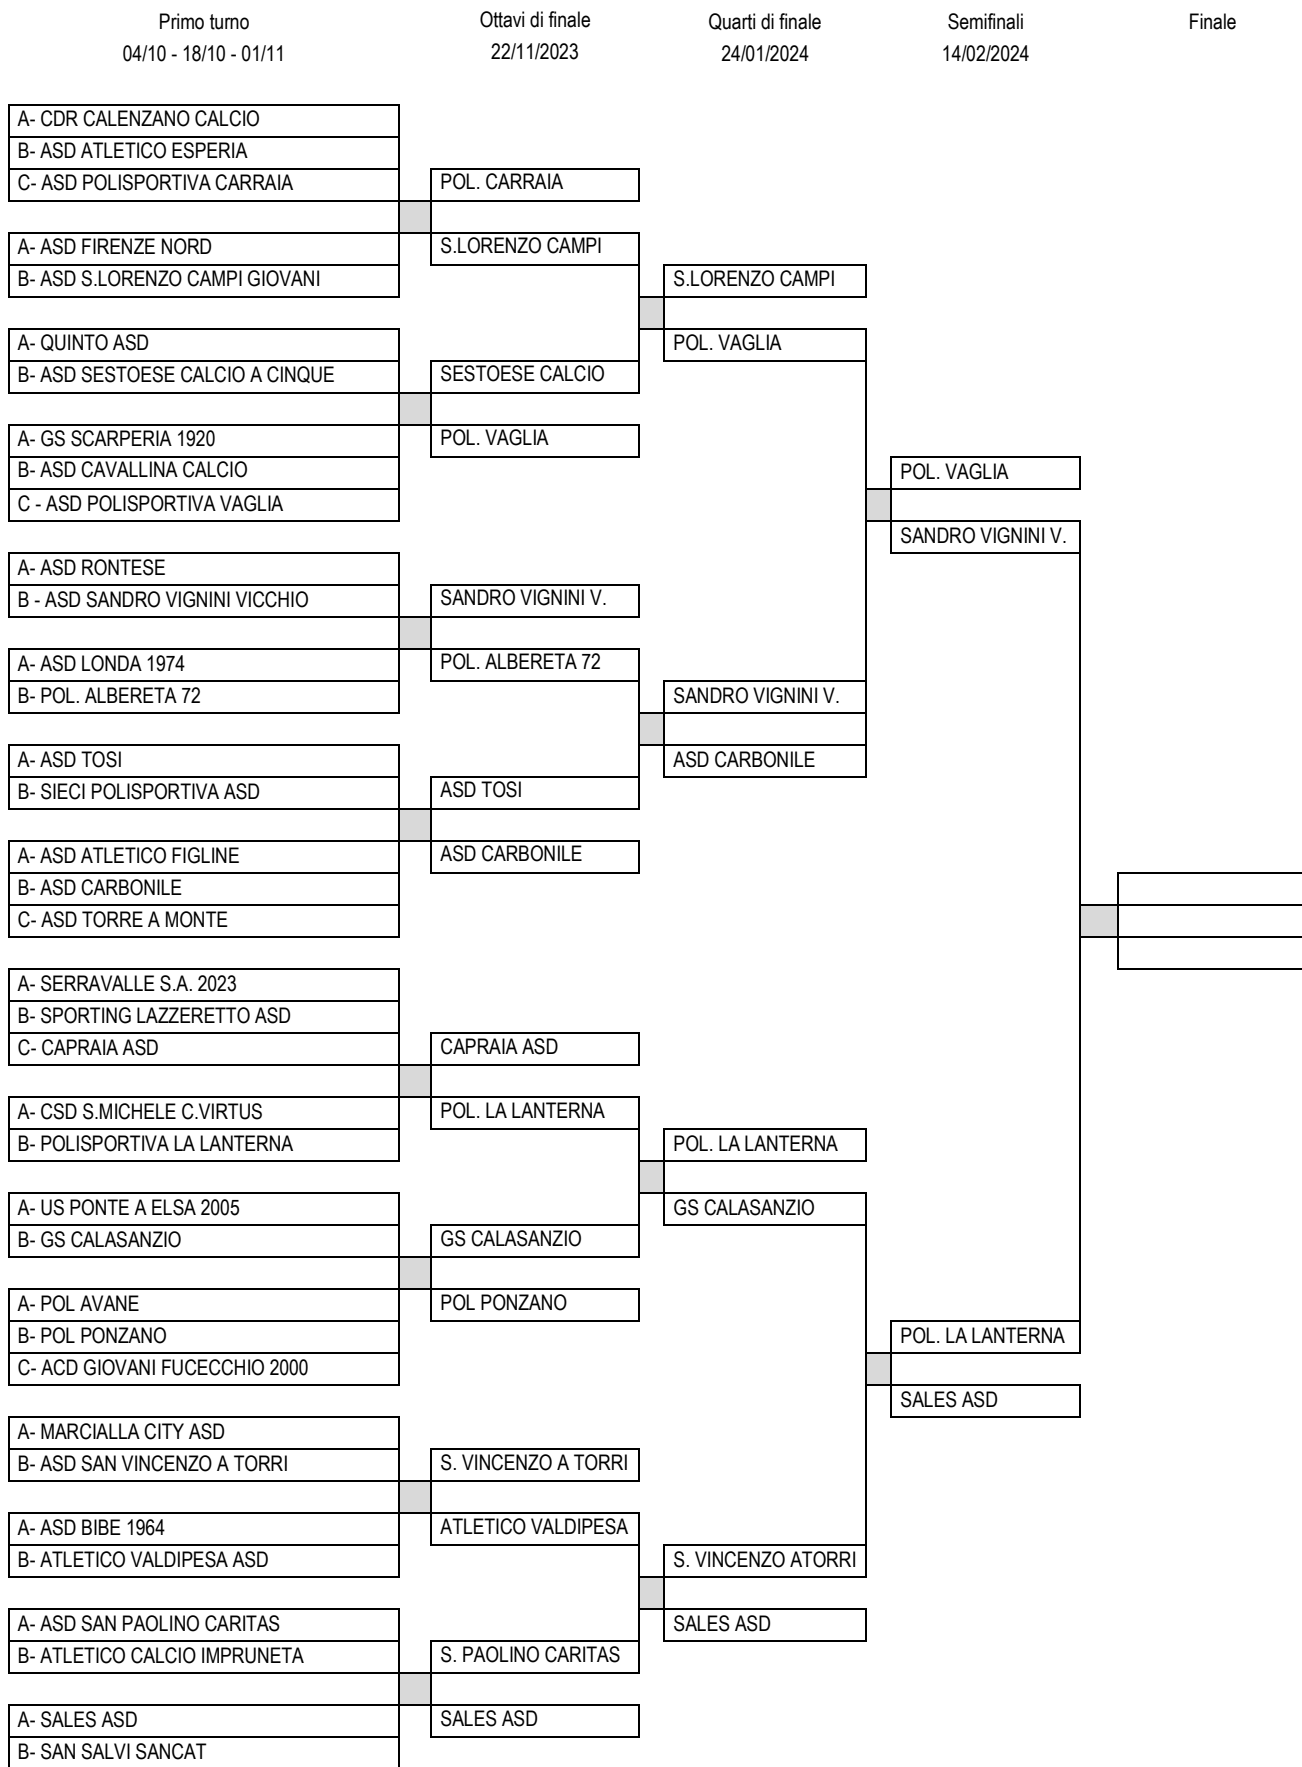 Primo turno
04/10 - 18/10 - 01/11
Ottavi di finale
22/11/2023
Quarti di finale
24/01/2024
Semifinali
14/02/2024
Finale
A- CDR CALENZANO CALCIO
B- ASD ATLETICO ESPERIA
C- ASD POLISPORTIVA CARRAIA
A- ASD FIRENZE NORD
B- ASD S.LORENZO CAMPI GIOVANI
A- QUINTO ASD
B- ASD SESTOESE CALCIO A CINQUE
A- GS SCARPERIA 1920
B- ASD CAVALLINA CALCIO
C - ASD POLISPORTIVA VAGLIA
A- ASD RONTESE
B - ASD SANDRO VIGNINI VICCHIO
A- ASD LONDA 1974
B- POL. ALBERETA 72
A- ASD TOSI
B- SIECI POLISPORTIVA ASD
A- ASD ATLETICO FIGLINE
B- ASD CARBONILE
C- ASD TORRE A MONTE
A- SERRAVALLE S.A. 2023
B- SPORTING LAZZERETTO ASD
C- CAPRAIA ASD
A- CSD S.MICHELE C.VIRTUS
B- POLISPORTIVA LA LANTERNA
A- US PONTE A ELSA 2005
B- GS CALASANZIO
A- POL AVANE
B- POL PONZANO
C- ACD GIOVANI FUCECCHIO 2000
A- MARCIALLA CITY ASD
B- ASD SAN VINCENZO A TORRI
A- ASD BIBE 1964
B- ATLETICO VALDIPESA ASD
A- ASD SAN PAOLINO CARITAS
B- ATLETICO CALCIO IMPRUNETA
A- SALES ASD
B- SAN SALVI SANCAT
POL. CARRAIA
S.LORENZO CAMPI
SESTOESE CALCIO
POL. VAGLIA
SANDRO VIGNINI V.
POL. ALBERETA 72
ASD TOSI
ASD CARBONILE
CAPRAIA ASD
POL. LA LANTERNA
GS CALASANZIO
POL PONZANO
S. VINCENZO A TORRI
ATLETICO VALDIPESA
S. PAOLINO CARITAS
SALES ASD
S.LORENZO CAMPI
POL. VAGLIA
SANDRO VIGNINI V.
ASD CARBONILE
POL. LA LANTERNA
GS CALASANZIO
S. VINCENZO ATORRI
SALES ASD
POL. VAGLIA
SANDRO VIGNINI V.
POL. LA LANTERNA
SALES ASD